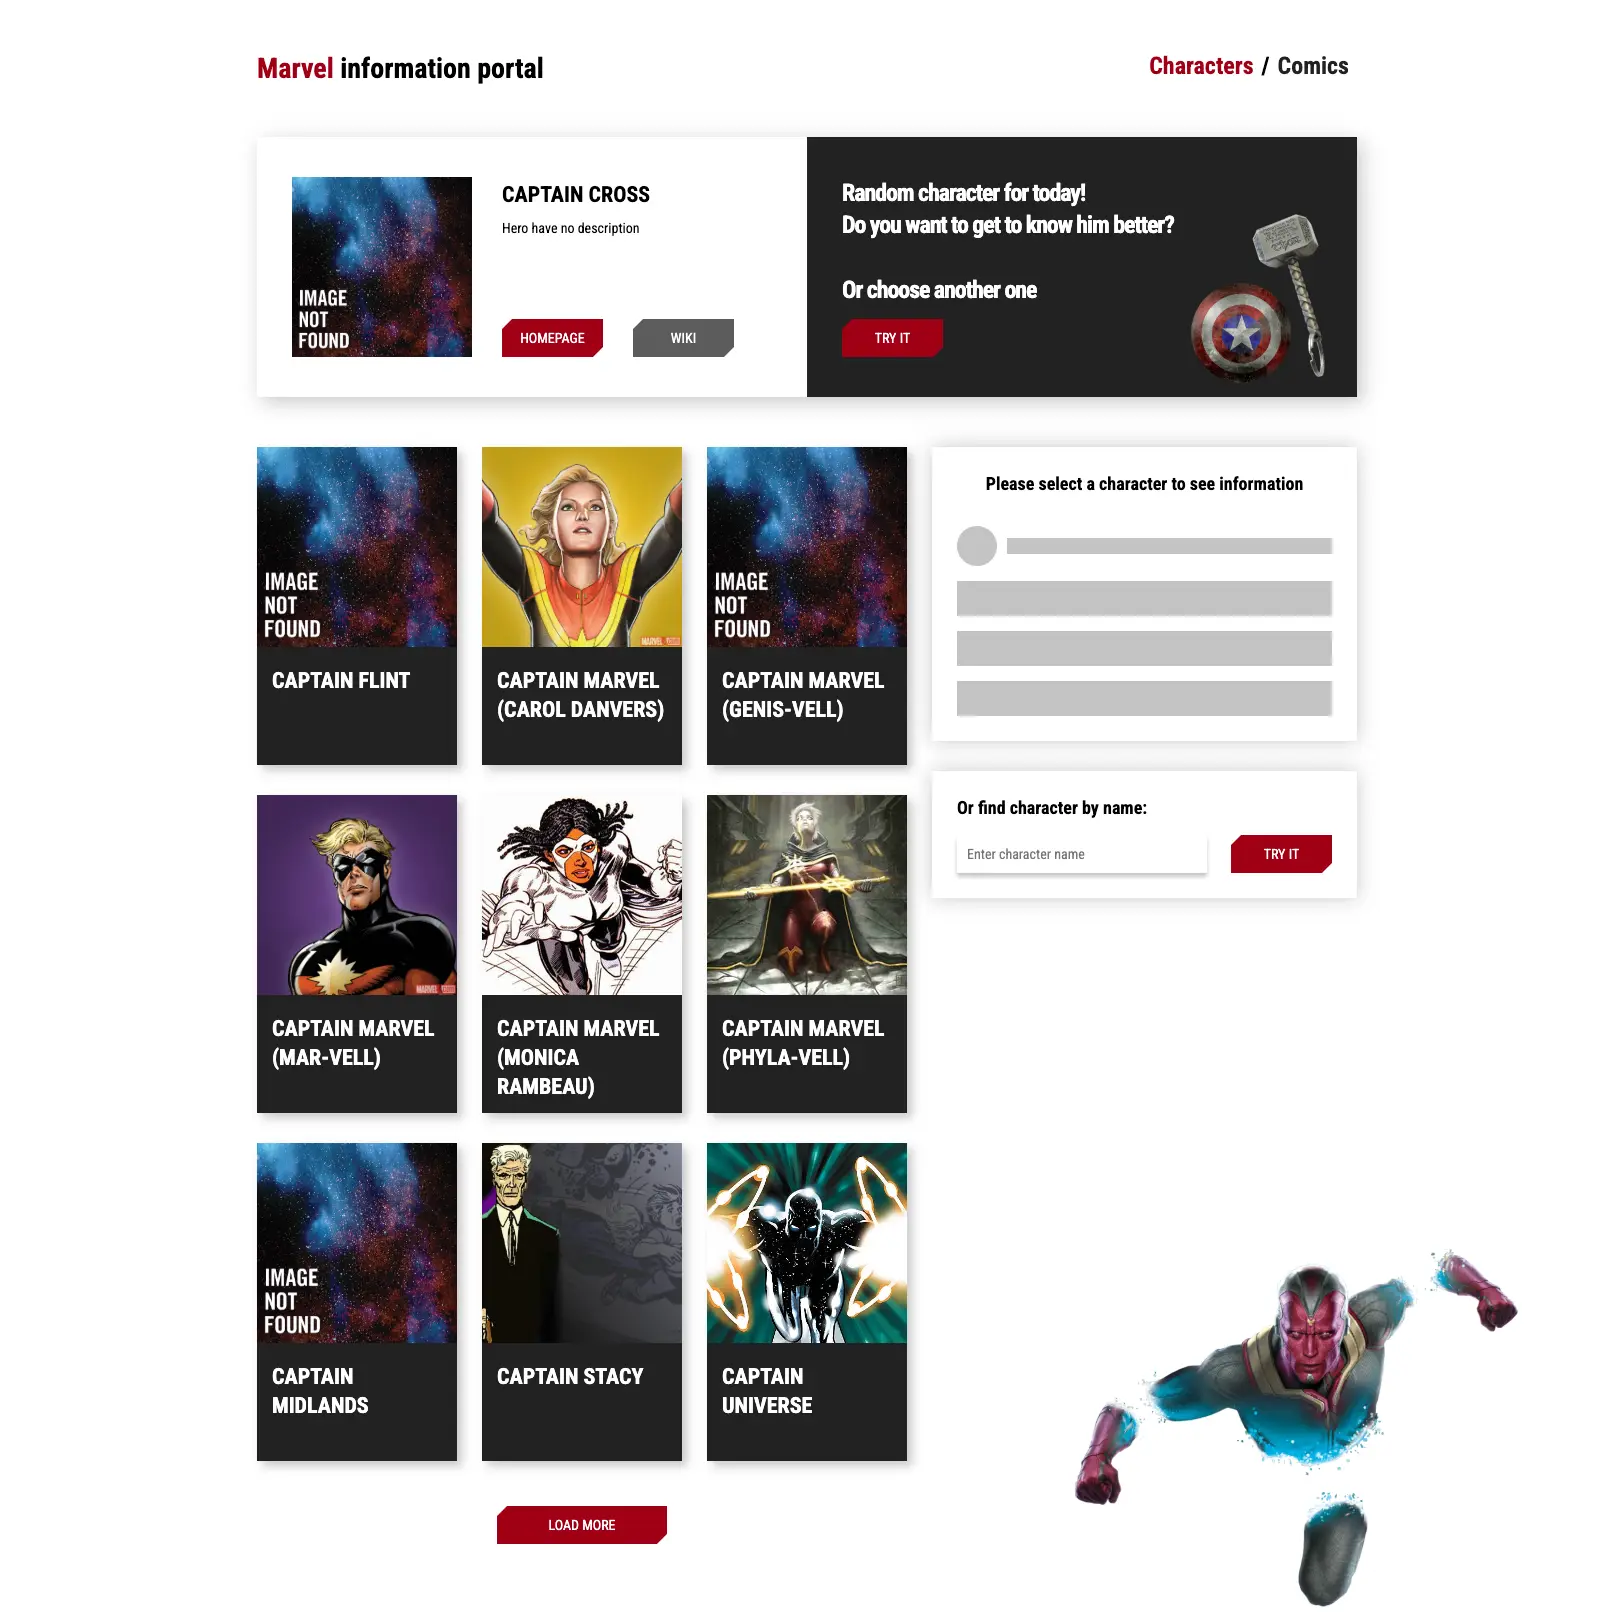 Marvel information portal
Characters / Comics
IMAGE
NOT
FOUND
CAPTAIN CROSS
Hero have no description
HOMEPAGE
WIKI
Random character for today!
Do you want to get to know him better?
Or choose another one
TRY IT
IMAGE
NOT
FOUND
CAPTAIN FLINT
MARVEL
CAPTAIN MARVEL
(CAROL DANVERS)
IMAGE
NOT
FOUND
CAPTAIN MARVEL
(GENIS-VELL)
Please select a character to see information
Or find character by name:
Enter character name
TRY IT
MARVEL
CAPTAIN MARVEL
(MAR-VELL)
CAPTAIN MARVEL
(MONICA
RAMBEAU)
CAPTAIN MARVEL
(PHYLA-VELL)
IMAGE
NOT
FOUND
CAPTAIN
MIDLANDS
CAPTAIN STACY
CAPTAIN
UNIVERSE
LOAD MORE